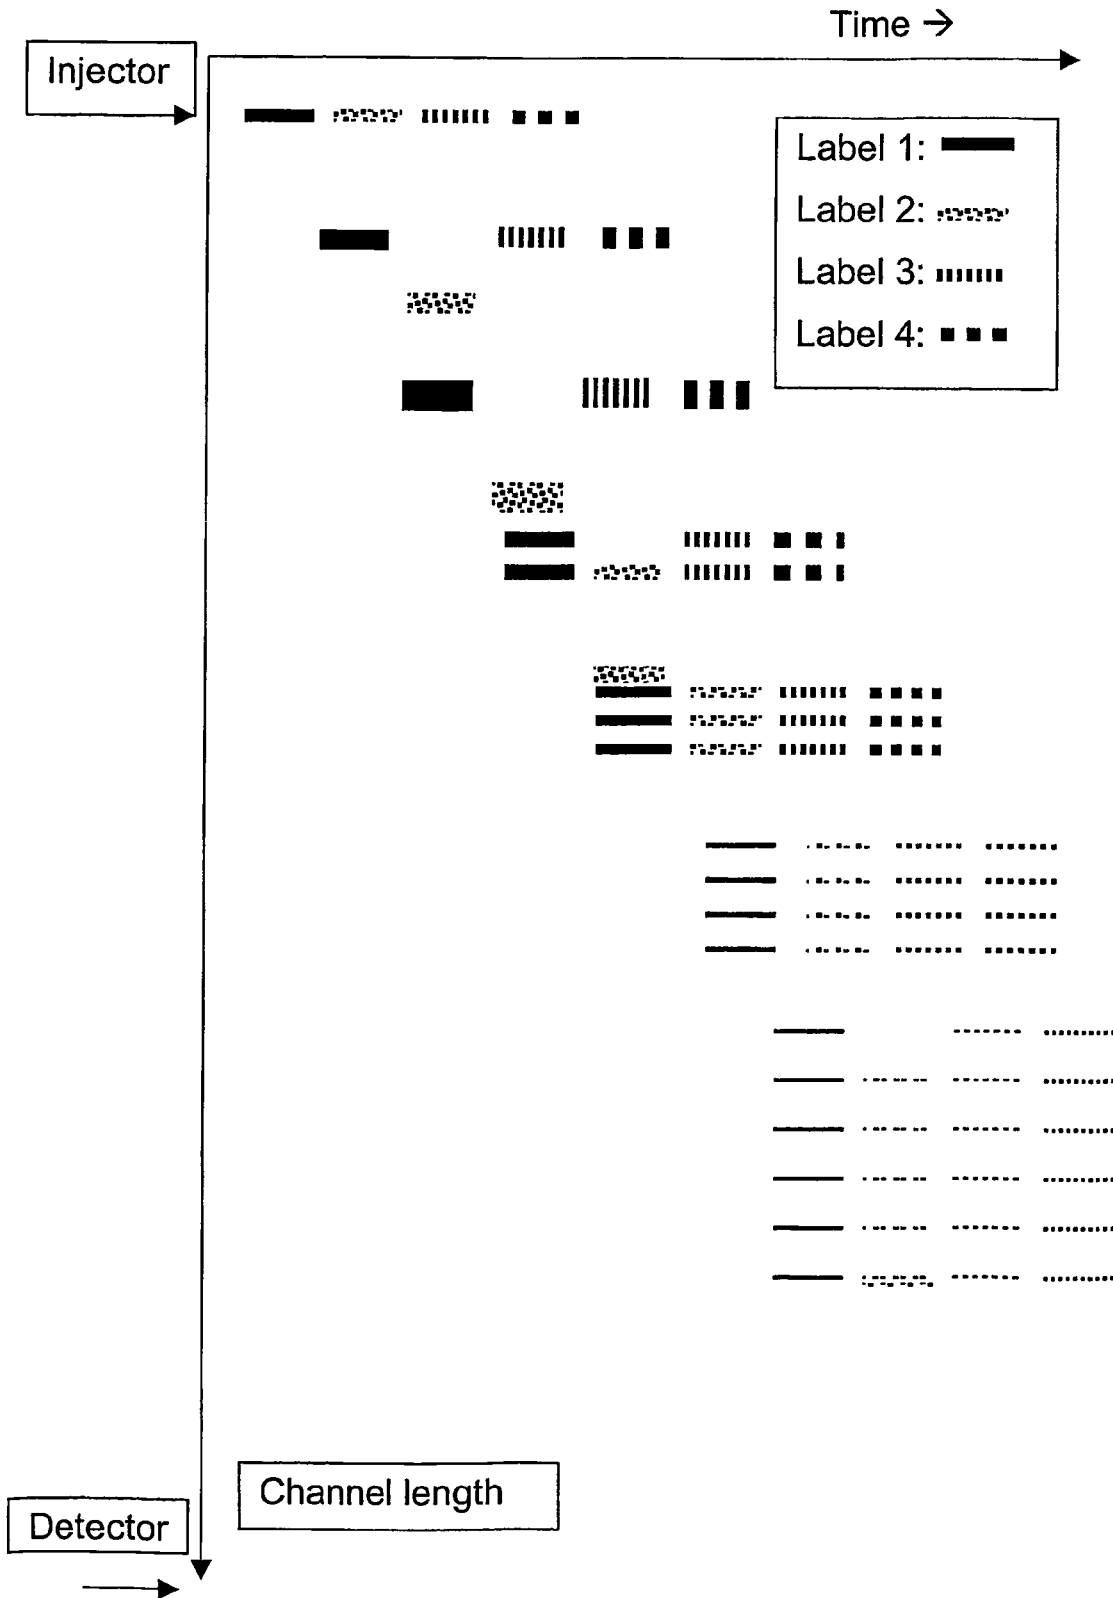 Time →
Injector
Label 1:
Label 2:
Label 3:
Label 4:
Channel length
Detector